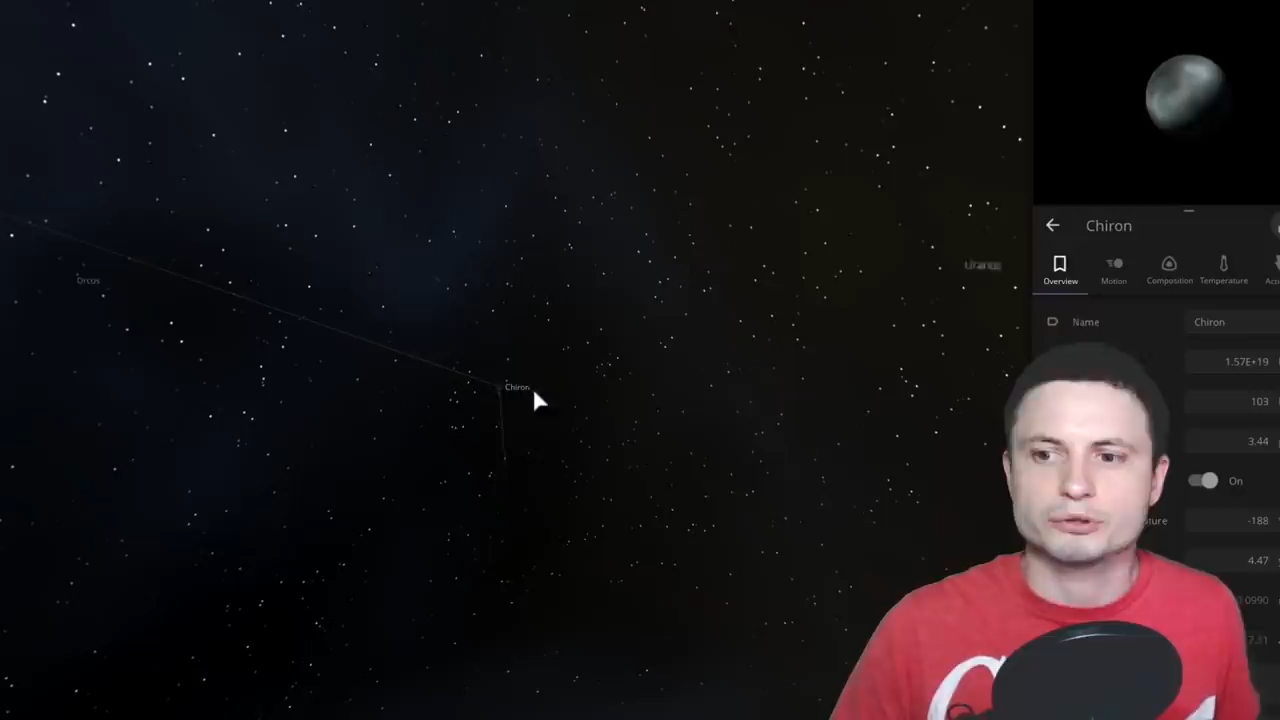 Orcus
Chiron
Uranus
Chiron
Overview
Motion
Composition
Temperature
Name
Chiron
1.57E+19
103
3.44
On
-188
4.47